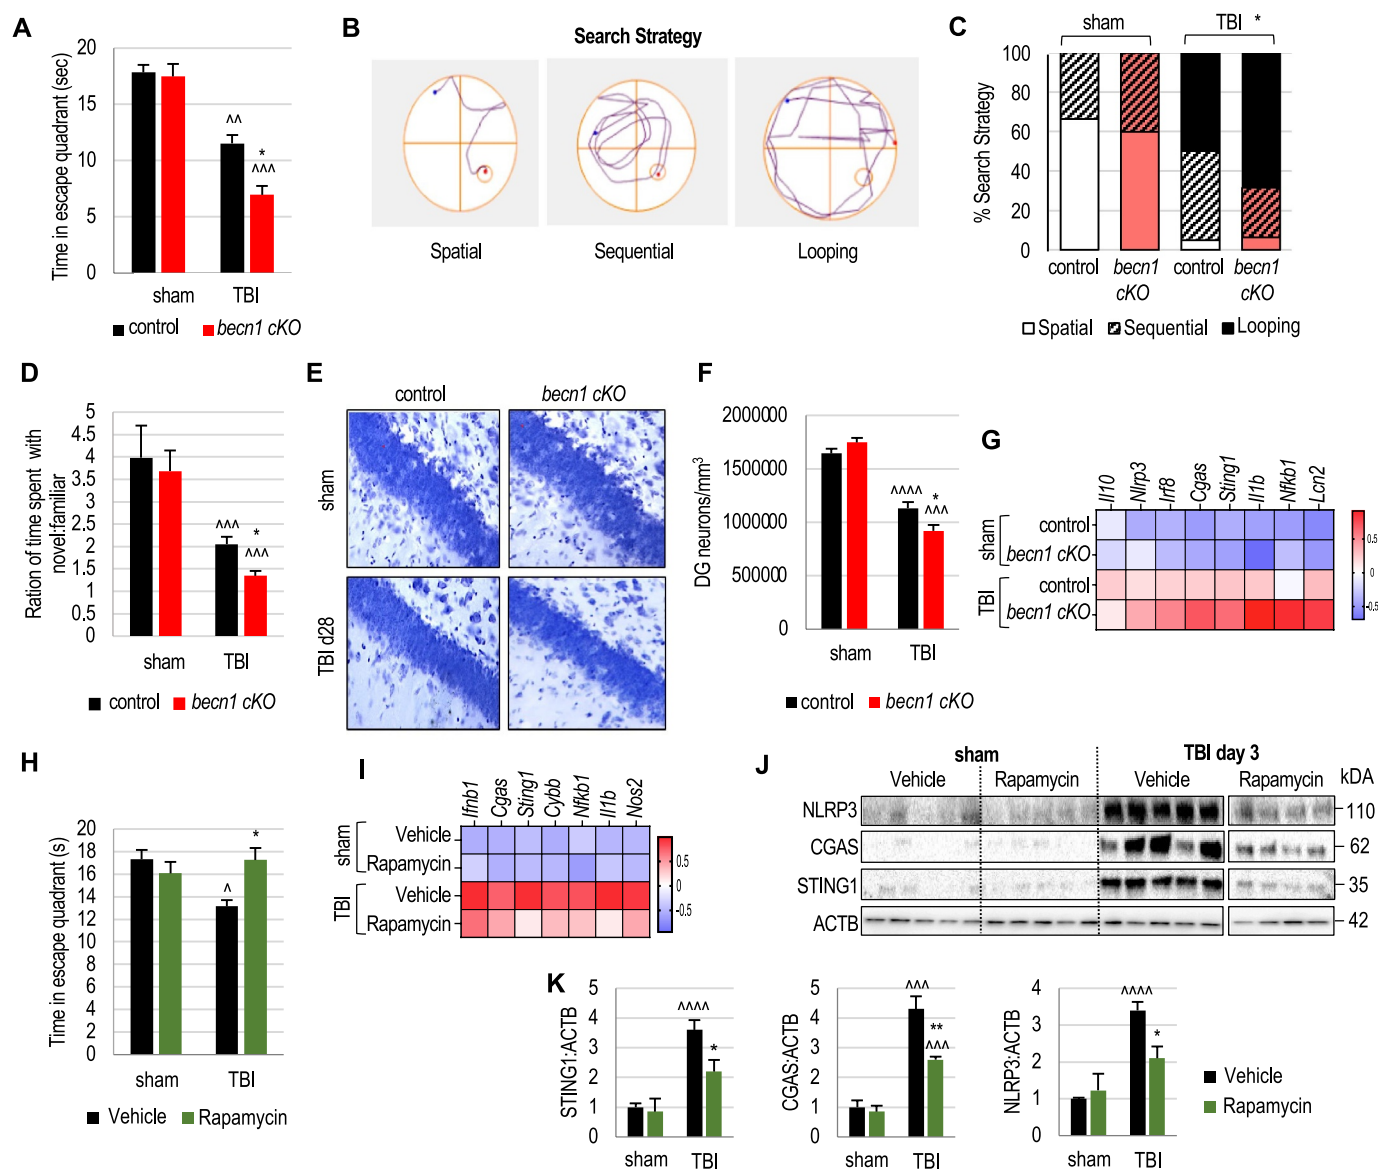 A
20
15
10
5
0
Time in escape quadrant (sec)
^^
*
^^^
sham TBI
control becn1 cKO
B
Search Strategy
Spatial Sequential Looping
C
sham TBI *
100
80
60
40
20
0
% Search Strategy
control becn1 cKO control becn1 cKO
Spatial Sequential Looping
D
5
4.5
4
3.5
3
2.5
2
1.5
1
0.5
0
Ration of time spent with
novel:familiar
^^^
*
^^^
sham TBI
control becn1 cKO
E
control becn1 cKO
sham
TBI d28
F
2000000
1500000
1000000
500000
0
DG neurons/mm3
^^^^
*
^^^
sham TBI
control becn1 cKO
G
Il10 Nlrp3 Irf8 Cgas Sting1 Il1b Nfkb1 Lcn2
sham
control
becn1 cKO
TBI
control
becn1 cKO
0.5
0
-0.5
H
20
18
16
14
12
10
8
6
4
2
0
Time in escape quadrant (s)
^
*
sham TBI
Vehicle Rapamycin
I
Ifnb1 Cgas Sting1 Cybb Nfkb1 Il1b Nos2
sham
Vehicle
Rapamycin
TBI
Vehicle
Rapamycin
0.5
0
-0.5
J
sham TBI day 3
Vehicle Rapamycin Vehicle Rapamycin kDA
NLRP3 110
CGAS 62
STING1 35
ACTB 42
K
5
4
3
2
1
0
STING1:ACTB
^^^^
*
sham TBI
5
4
3
2
1
0
CGAS:ACTB
^^^
**
^^^
sham TBI
4
3
2
1
0
NLRP3:ACTB
^^^^
*
sham TBI
Vehicle
Rapamycin